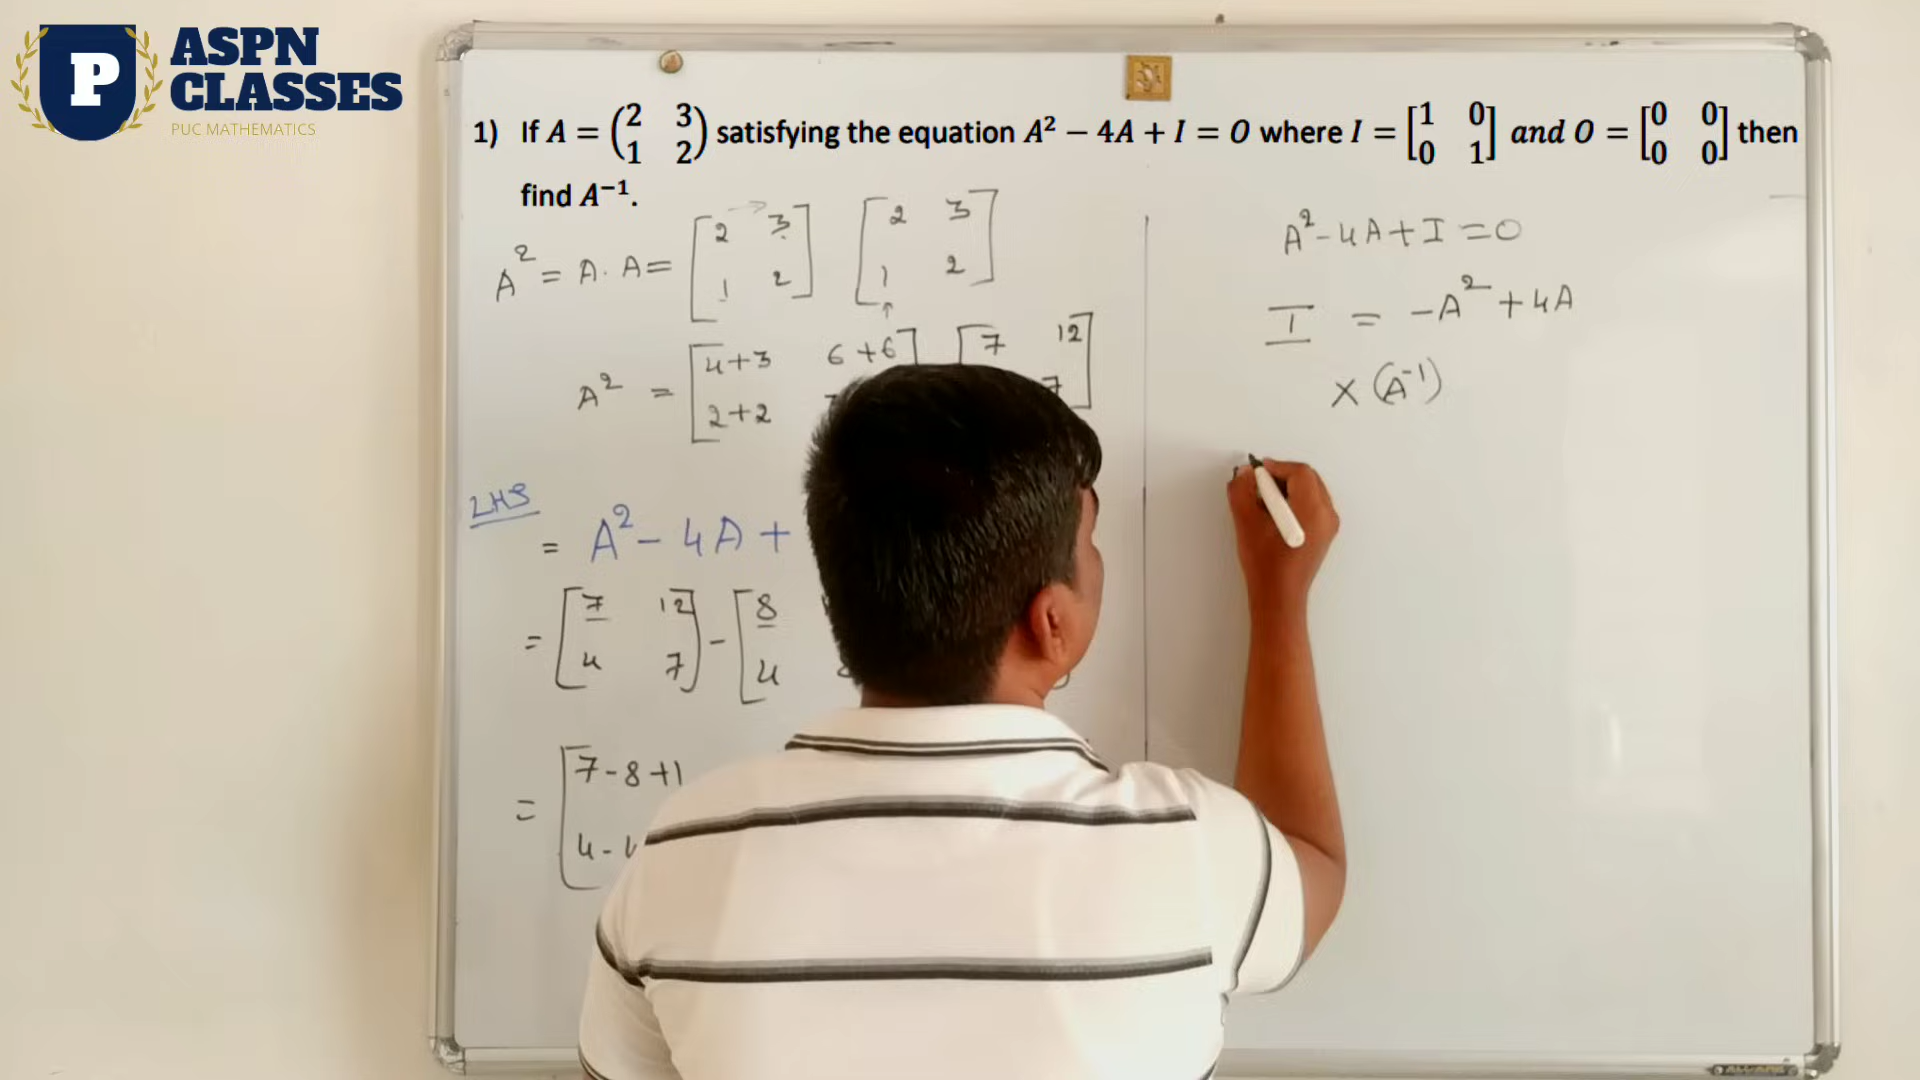 ASPN
CLASSES
PUC MATHEMATICS
P
1) If A = (2 3 satisfying the equation A² − 4A + I = O where I = [1 0 and O = [0 0 then
1 2) 0 1] 0 0]
find A⁻¹.
A² = A · A = [2 3 [2 3
1 2] 1 2]
A² = [4+3 6+6] [7 12
2+2 7]
LHS
= A² - 4A +
= [7 12 - [8
4 7] 4
= [7-8+1
4-4
A² - 4A + I = 0
I = -A² + 4A
× (A⁻¹)